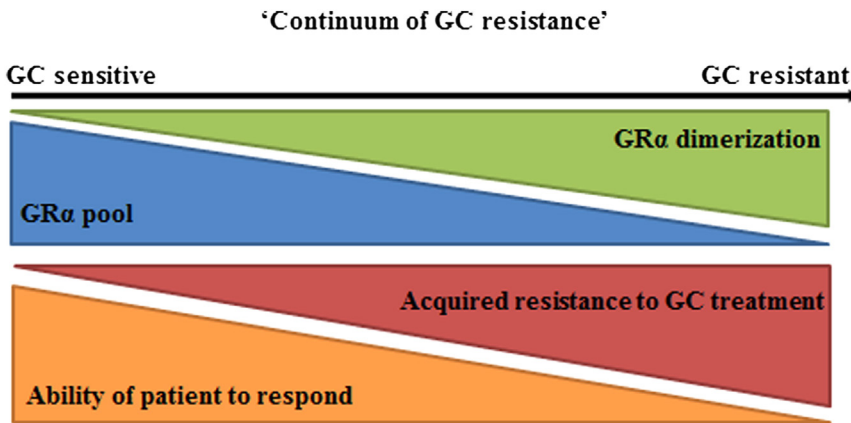 ‘Continuum of GC resistance’
GC sensitive
GC resistant
GRα dimerization
GRα pool
Acquired resistance to GC treatment
Ability of patient to respond